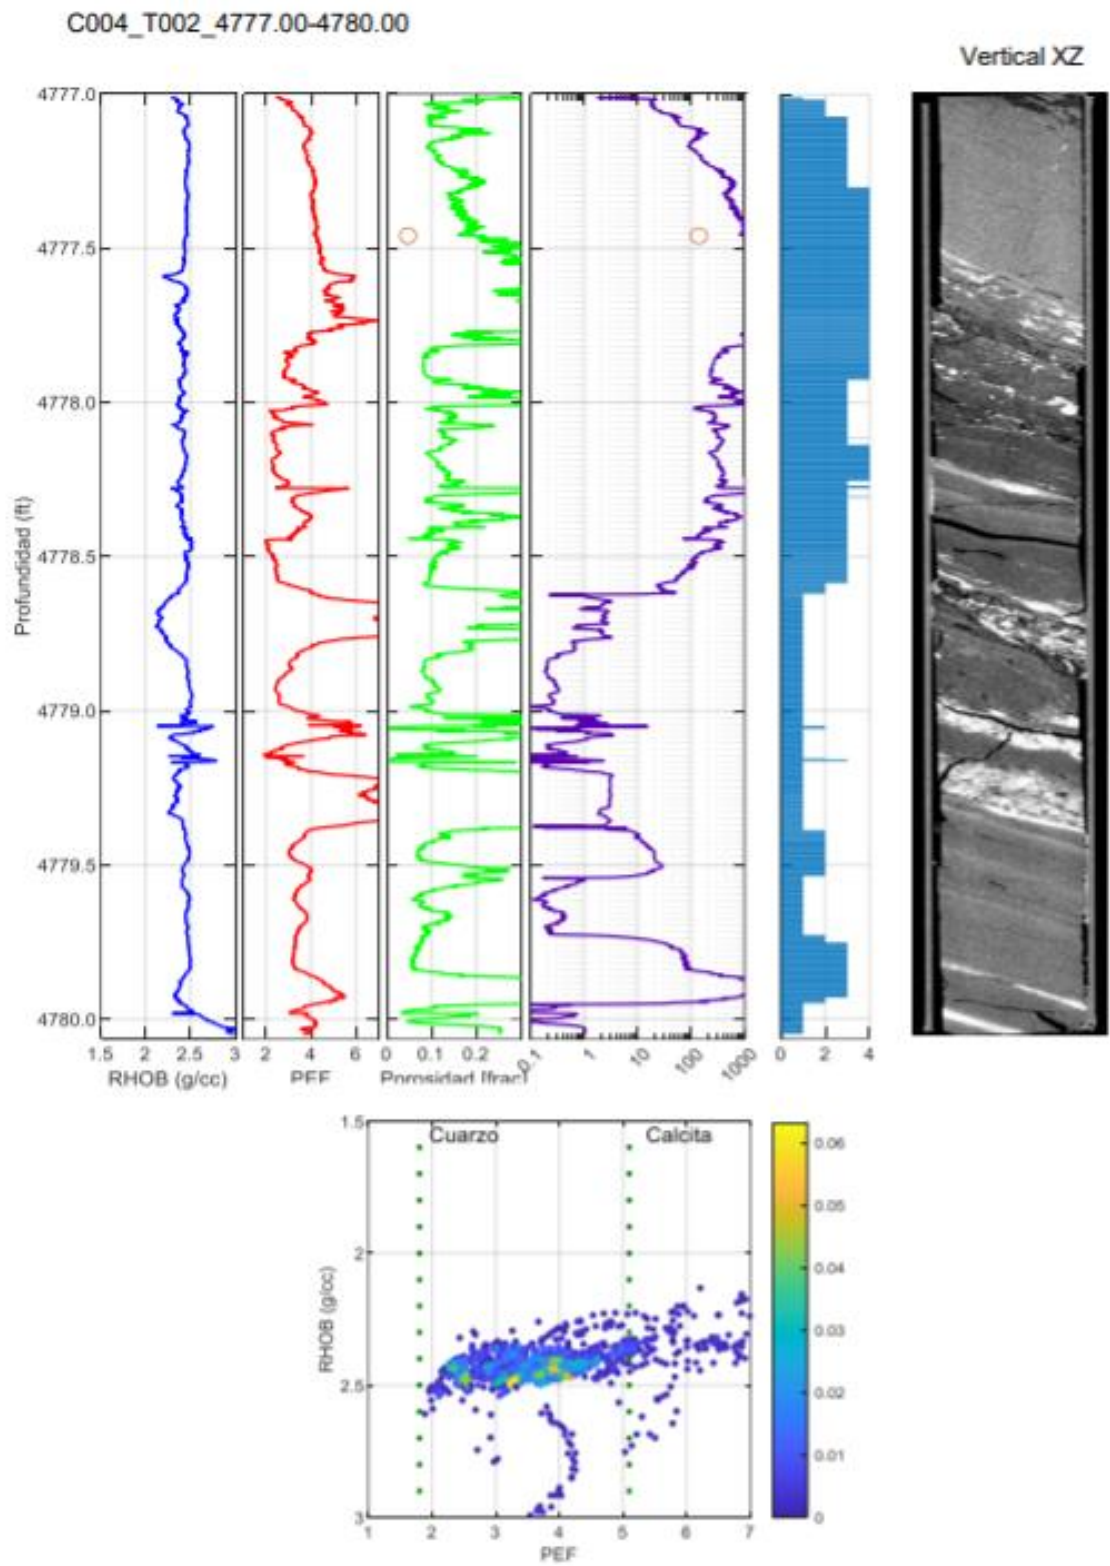 C004_T002_4777.00-4780.00
Vertical XZ
4777.0
4777.5
4778.0
4778.5
4779.0
4779.5
4780.0
Profundidad (ft)
1.5 2 2.5 3
RHOB (g/cc)
2 4 6
PEF
0 0.1 0.2
Porosidad [frac]
0.1 1 10 100 1000
0 2 4
Cuarzo Calcita
1.5
2
2.5
3
RHOB (g/cc)
1 2 3 4 5 6 7
PEF
0.06
0.05
0.04
0.03
0.02
0.01
0